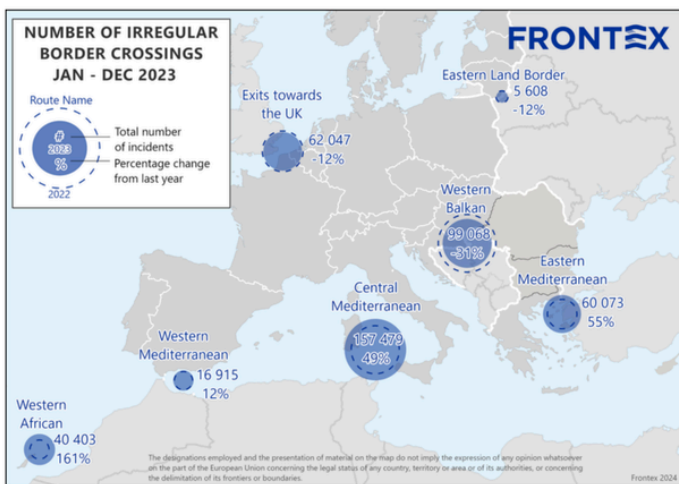 NUMBER OF IRREGULAR
BORDER CROSSINGS
JAN - DEC 2023
Route Name
#
2023
%
Total number
of incidents
Percentage change
from last year
2022
FRONTEX
Eastern Land Border
5 608
-12%
Exits towards
the UK
62 047
-12%
Western
Balkan
99 068
-31%
Eastern
Mediterranean
60 073
55%
Central
Mediterranean
157 479
49%
Western
Mediterranean
16 915
12%
Western
African
40 403
161%
The designations employed and the presentation of material on the map do not imply the expression of any opinion whatsoever
on the part of the European Union concerning the legal status of any country, territory or area or of its authorities, or concerning
the delimitation of its frontiers or boundaries.
Frontex 2024